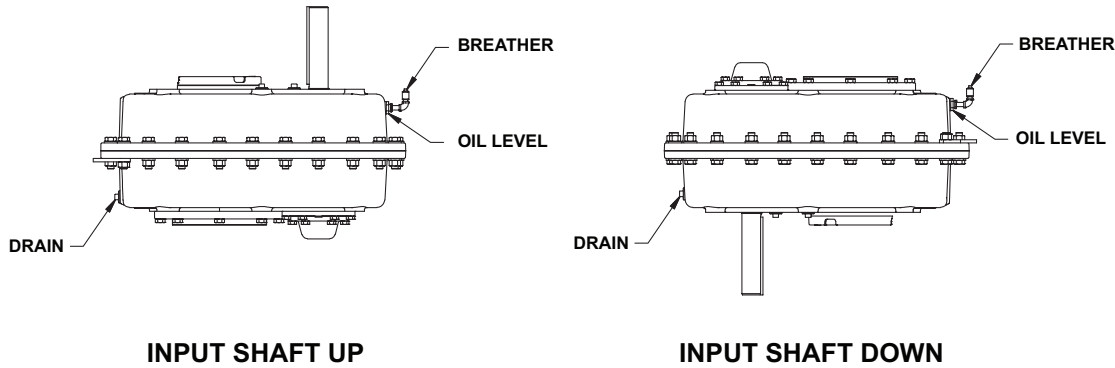 BREATHER
OIL LEVEL
DRAIN
INPUT SHAFT UP
BREATHER
OIL LEVEL
DRAIN
INPUT SHAFT DOWN